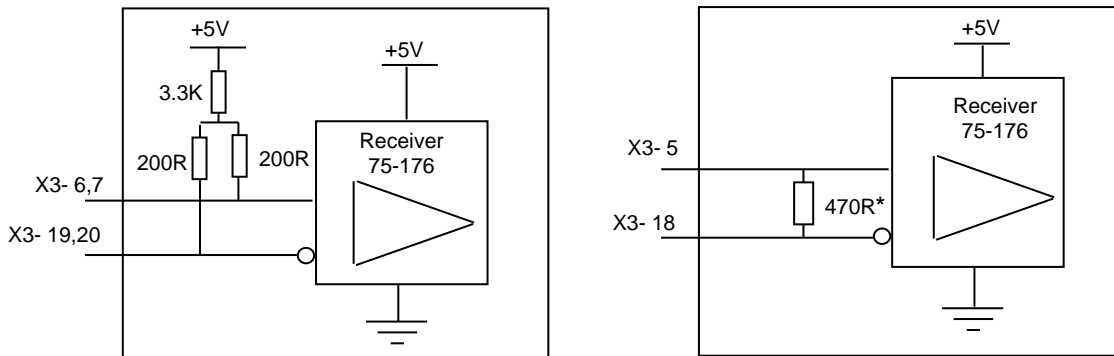 +5V
3.3K
200R
200R
+5V
Receiver
75-176
X3- 6,7
X3- 19,20
+5V
Receiver
75-176
X3- 5
470R*
X3- 18